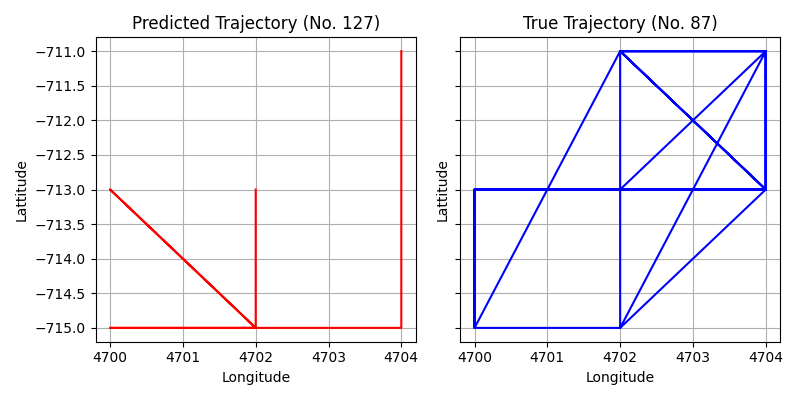 Predicted Trajectory (No. 127)
True Trajectory (No. 87)
−711.0
−711.5
−712.0
−712.5
−713.0
−713.5
−714.0
−714.5
−715.0
Lattitude
Lattitude
4700 4701 4702 4703 4704
4700 4701 4702 4703 4704
Longitude
Longitude